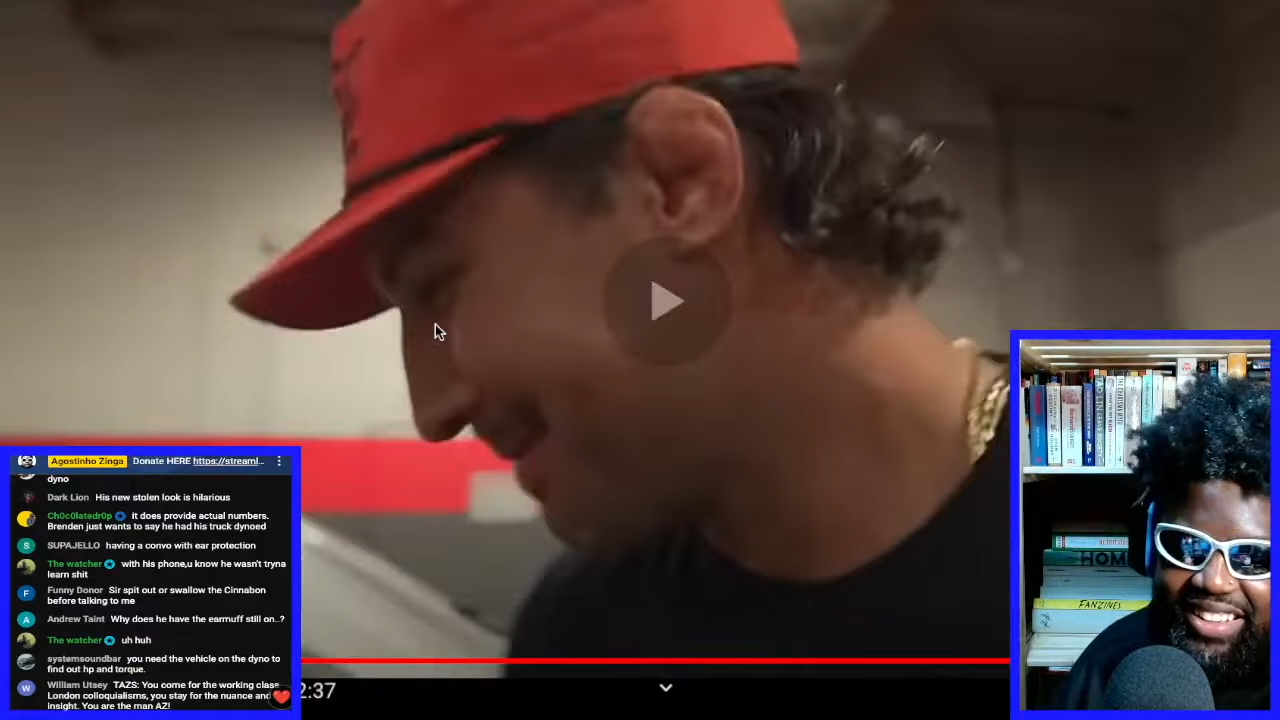 Agostinho Zinga Donate HERE https://streaml...
dyno
Dark Lion His new stolen look is hilarious
Ch0c0latedr0p It does provide actual numbers.
Brenden just wants to say he had his truck dynoed
SUPAJELLO having a convo with ear protection
The watcher with his phone,u know he wasn't tryna
learn shit
Funny Donor Sir spit out or swallow the Cinnabon
before talking to me
Andrew Taint Why does he have the earmuff still on..?
The watcher uh huh
systemsoundbar you need the vehicle on the dyno to
find out hp and torque.
William Utsey TAZS: You come for the working class
London colloquialisms, you stay for the nuance and
insight. You are the man AZ!
2:37
HOM
FANZINES